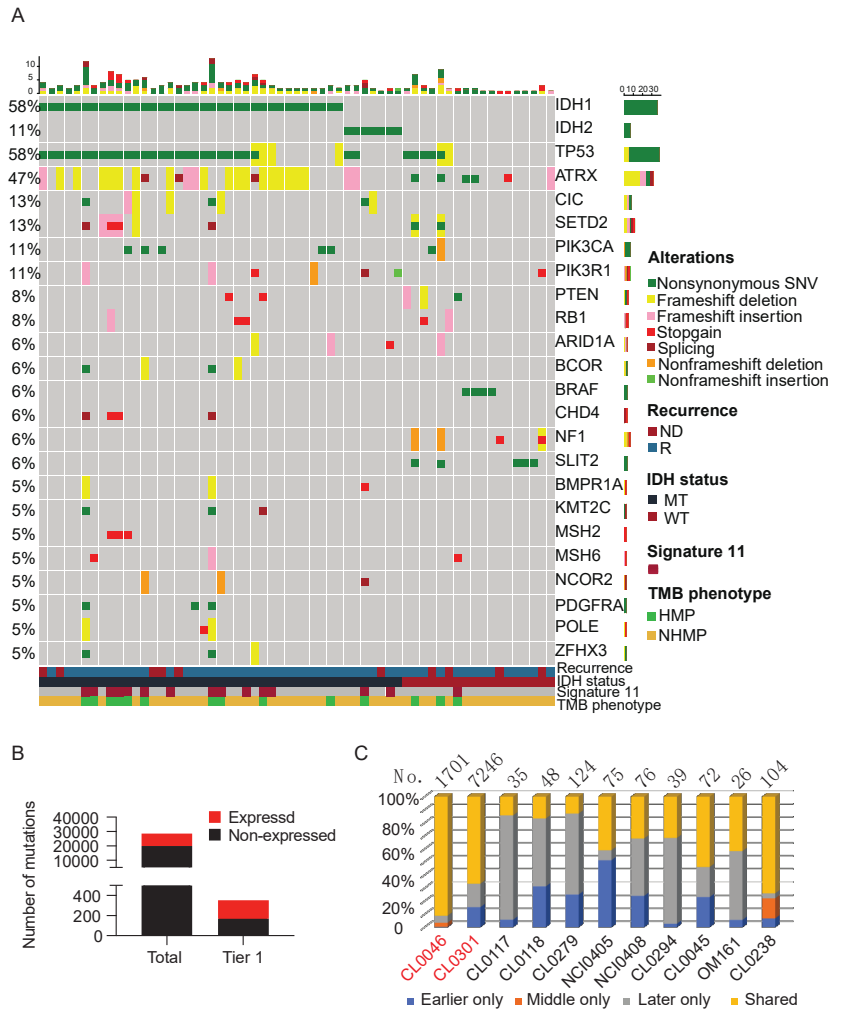 A
10
5
0
0 10 20 30
58% IDH1
11% IDH2
58% TP53
47% ATRX
13% CIC
13% SETD2
11% PIK3CA
11% PIK3R1
8% PTEN
8% RB1
6% ARID1A
6% BCOR
6% BRAF
6% CHD4
6% NF1
6% SLIT2
5% BMPR1A
5% KMT2C
5% MSH2
5% MSH6
5% NCOR2
5% PDGFRA
5% POLE
5% ZFHX3
Recurrence
IDH status
Signature 11
TMB phenotype
Alterations
Nonsynonymous SNV
Frameshift deletion
Frameshift insertion
Stopgain
Splicing
Nonframeshift deletion
Nonframeshift insertion
Recurrence
ND
R
IDH status
MT
WT
Signature 11
TMB phenotype
HMP
NHMP
B
Number of mutations
40000
30000
20000
10000
400
200
0
Expressd
Non-expressed
Total
Tier 1
C
No. 1701 7246 35 48 124 75 76 39 72 26 104
100%
80%
60%
40%
20%
0
CL0046 CL0301 CL0117 CL0118 CL0279 NCI0405 NCI0408 CL0294 CL0045 OM161 CL0238
Earlier only Middle only Later only Shared